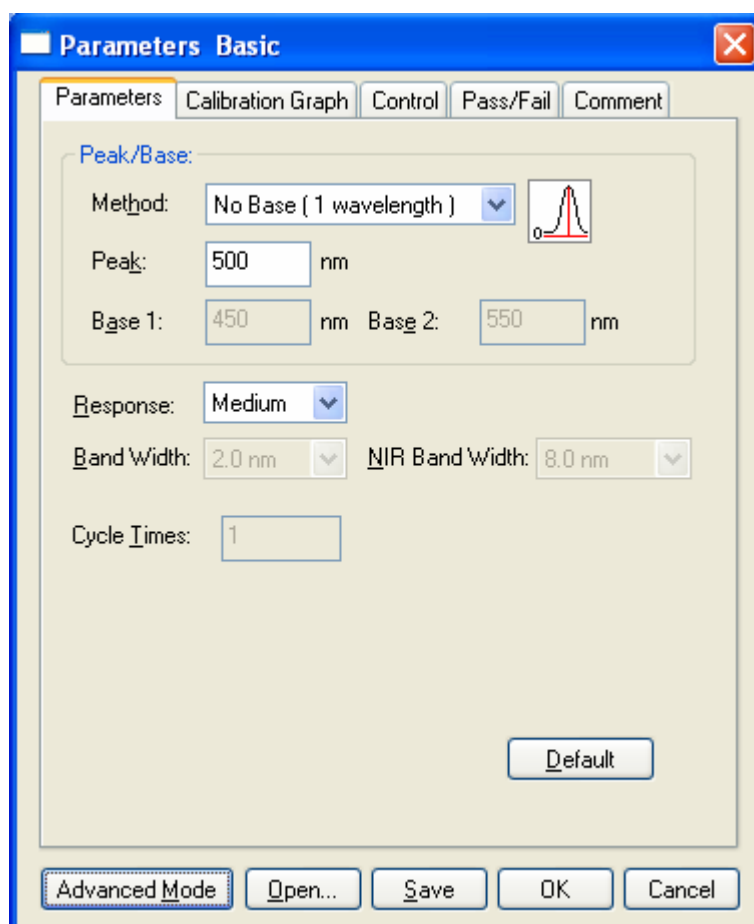 Parameters Basic
Parameters Calibration Graph Control Pass/Fail Comment
Peak/Base:
Method: No Base ( 1 wavelength )
0
Peak: 500 nm
Base 1: 450 nm Base 2: 550 nm
Response: Medium
Band Width: 2.0 nm NIR Band Width: 8.0 nm
Cycle Times: 1
Default
Advanced Mode Open... Save OK Cancel